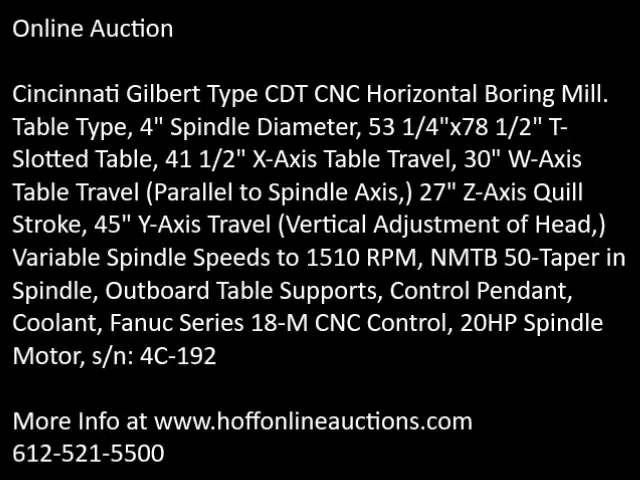 Online Auction
Cincinnati Gilbert Type CDT CNC Horizontal Boring Mill.
Table Type, 4" Spindle Diameter, 53 1/4"x78 1/2" T-
Slotted Table, 41 1/2" X-Axis Table Travel, 30" W-Axis
Table Travel (Parallel to Spindle Axis,) 27" Z-Axis Quill
Stroke, 45" Y-Axis Travel (Vertical Adjustment of Head,)
Variable Spindle Speeds to 1510 RPM, NMTB 50-Taper in
Spindle, Outboard Table Supports, Control Pendant,
Coolant, Fanuc Series 18-M CNC Control, 20HP Spindle
Motor, s/n: 4C-192
More Info at www.hoffonlineauctions.com
612-521-5500